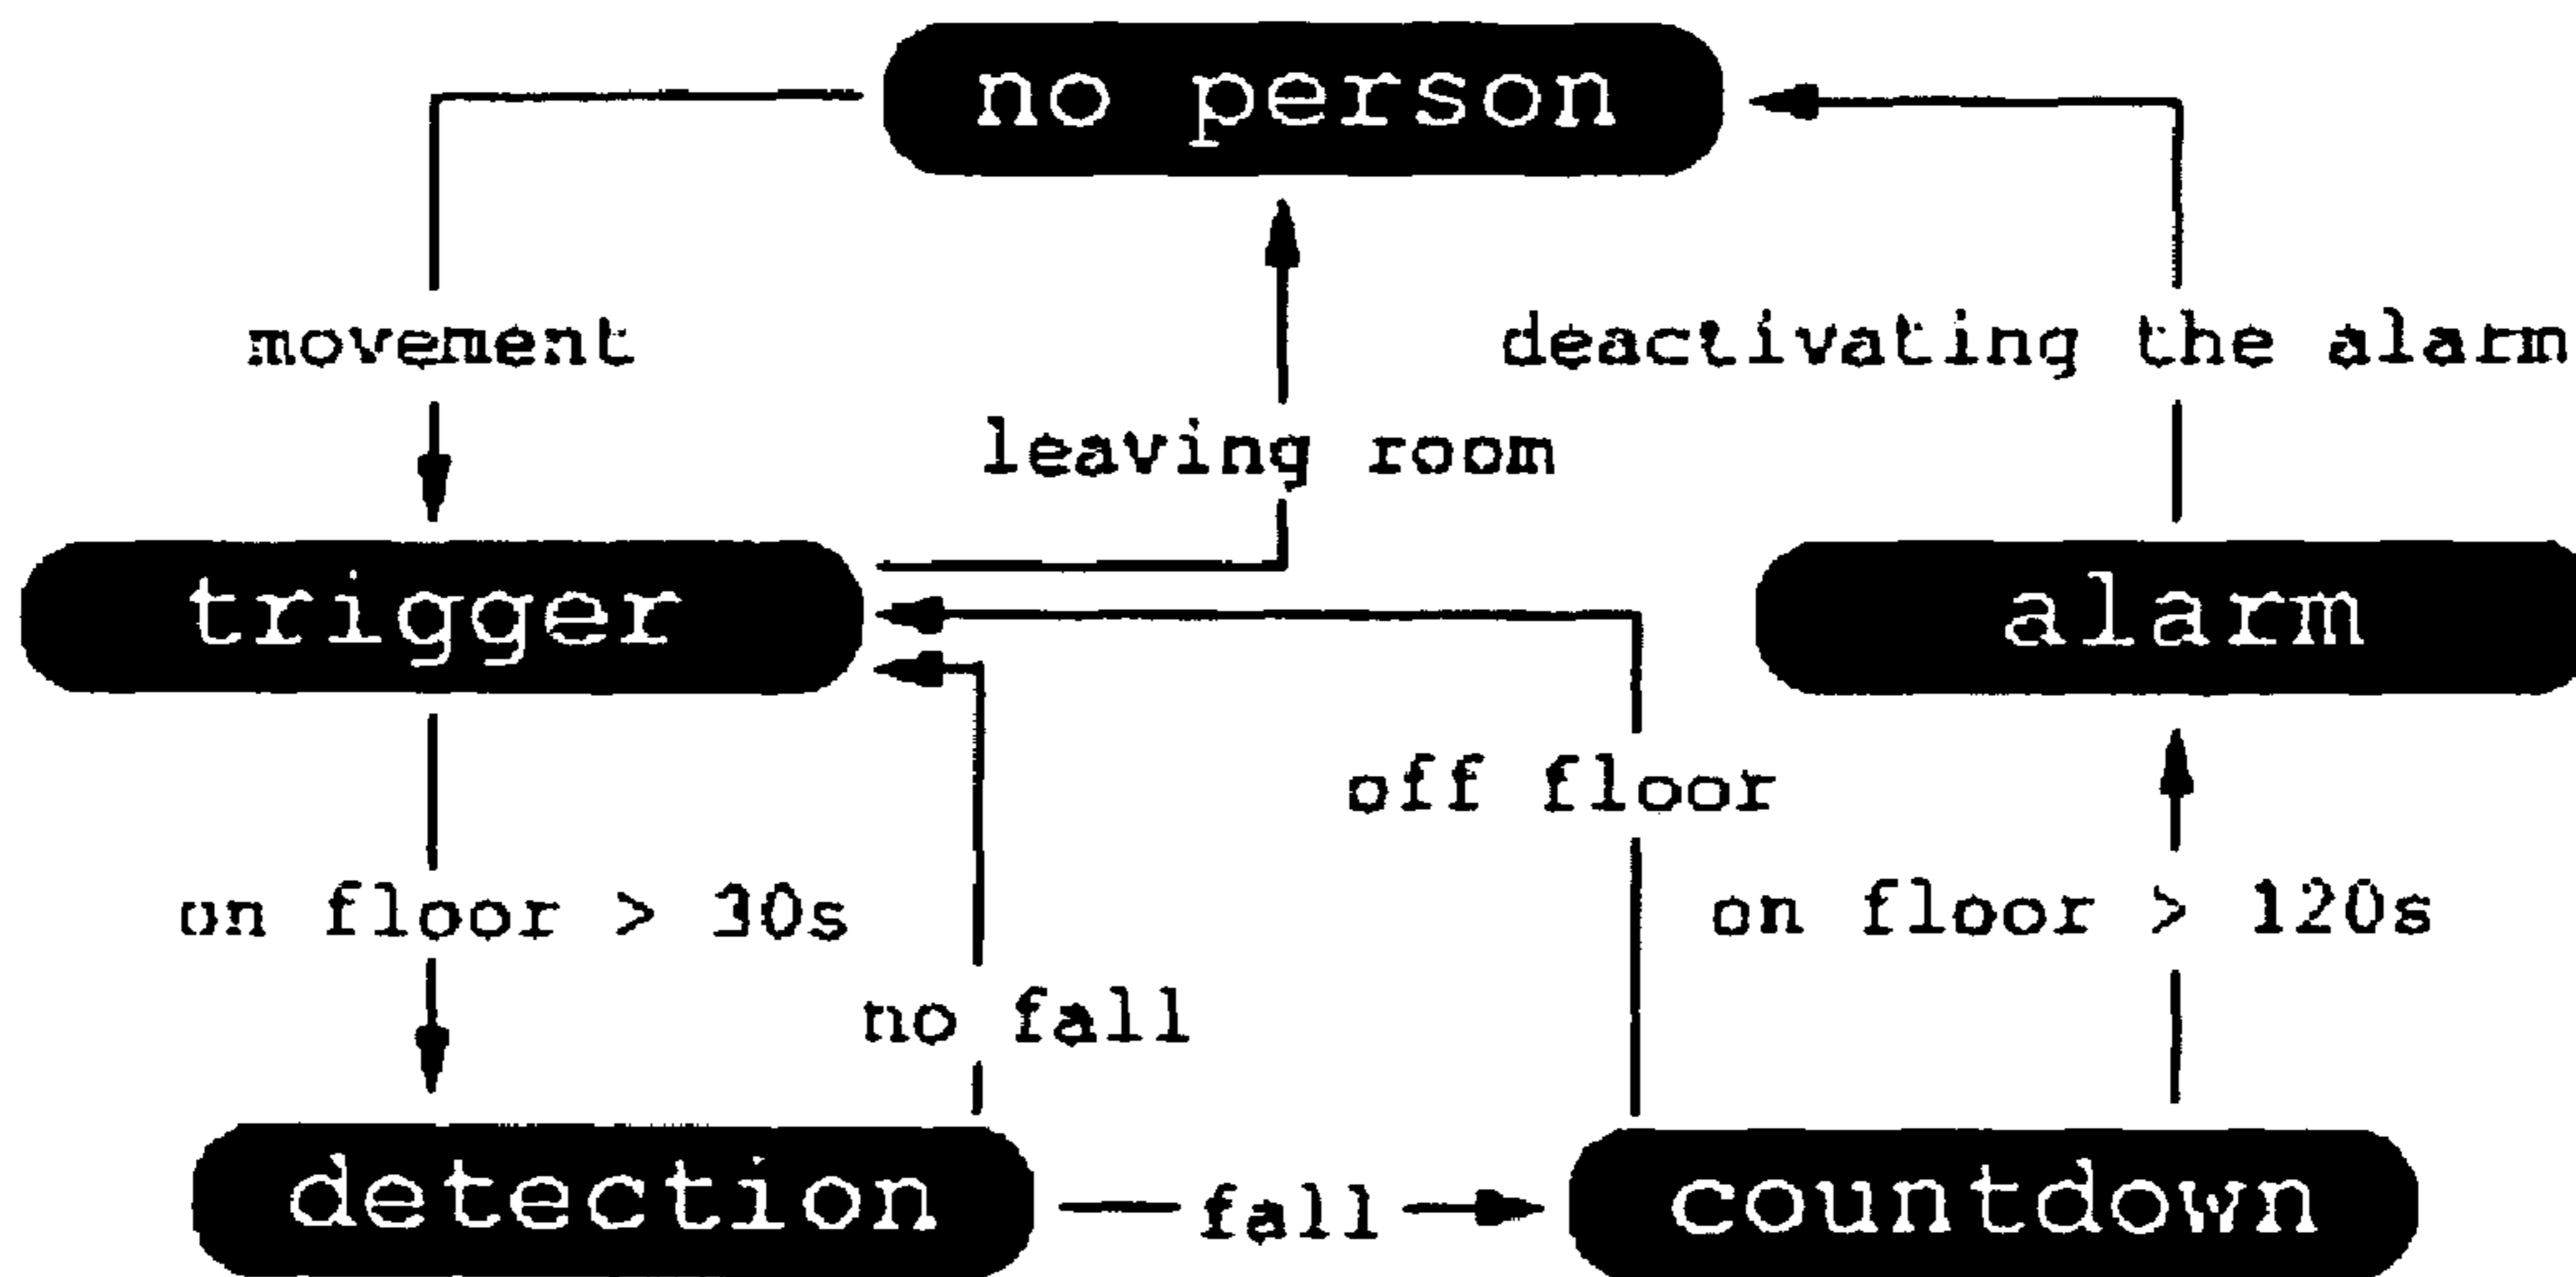 no person
movement
deactivating the alarm
leaving room
trigger
alarm
off floor
on floor > 30s
on floor > 120s
no fall
detection
fall
countdown